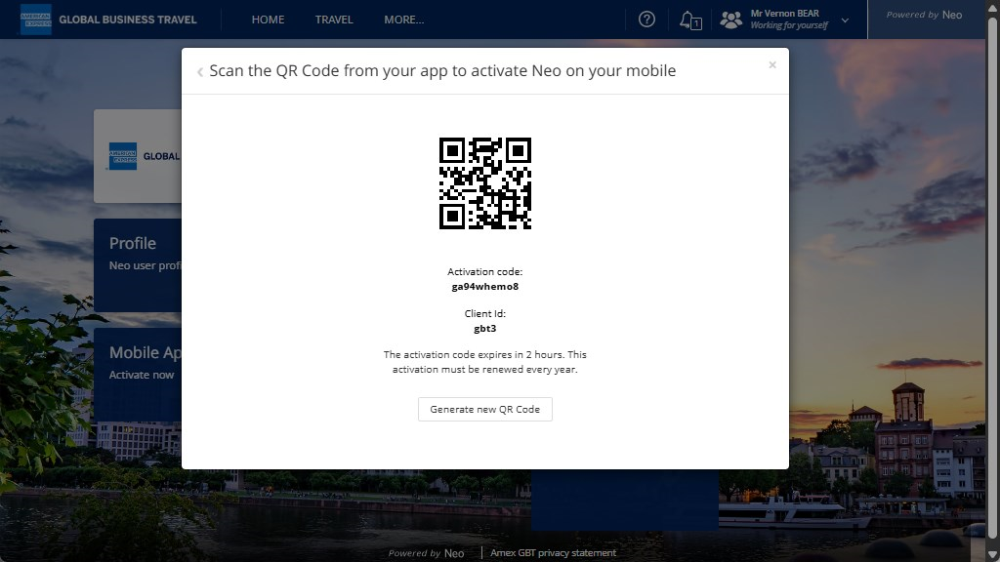 AMERICAN EXPRESS
GLOBAL BUSINESS TRAVEL
HOME
TRAVEL
MORE...
?
1
Mr Vernon BEAR
Working for yourself
Powered by Neo
‹ Scan the QR Code from your app to activate Neo on your mobile
×
AMERICAN EXPRESS
GLOBAL
Profile
Neo user profi
Mobile Ap
Activate now
Activation code:
ga94whemo8
Client Id:
gbt3
The activation code expires in 2 hours. This
activation must be renewed every year.
Generate new QR Code
Powered by Neo
Amex GBT privacy statement